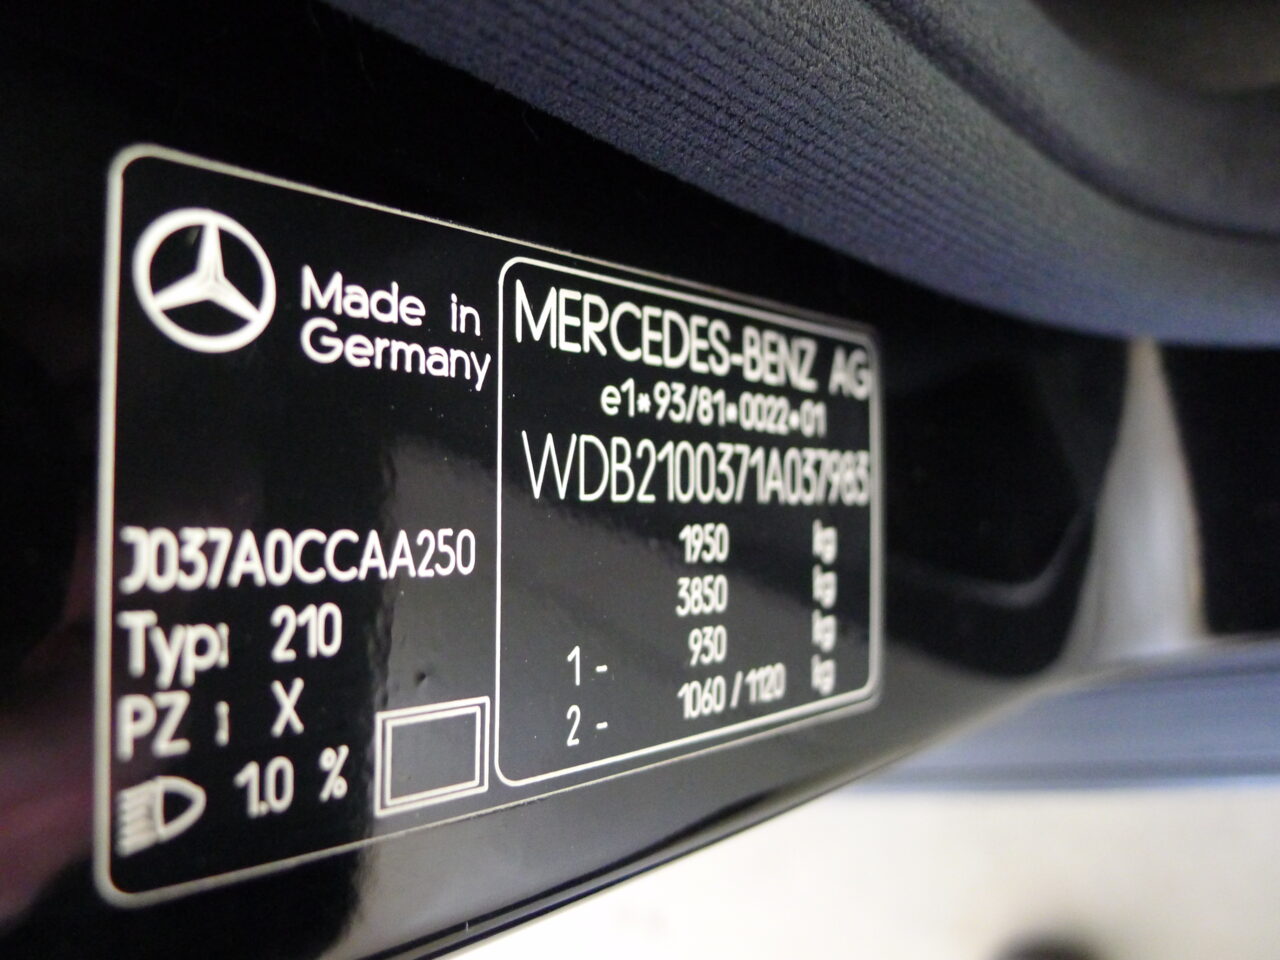 Made in
Germany
J037A0CCAA250
Typ: 210
PZ : X
1.0 %
MERCEDES-BENZ AG
e1*93/81*0022*01
WDB2100371A037983
1950 kg
3850 kg
1 - 930 kg
2 - 1060 / 1120 kg